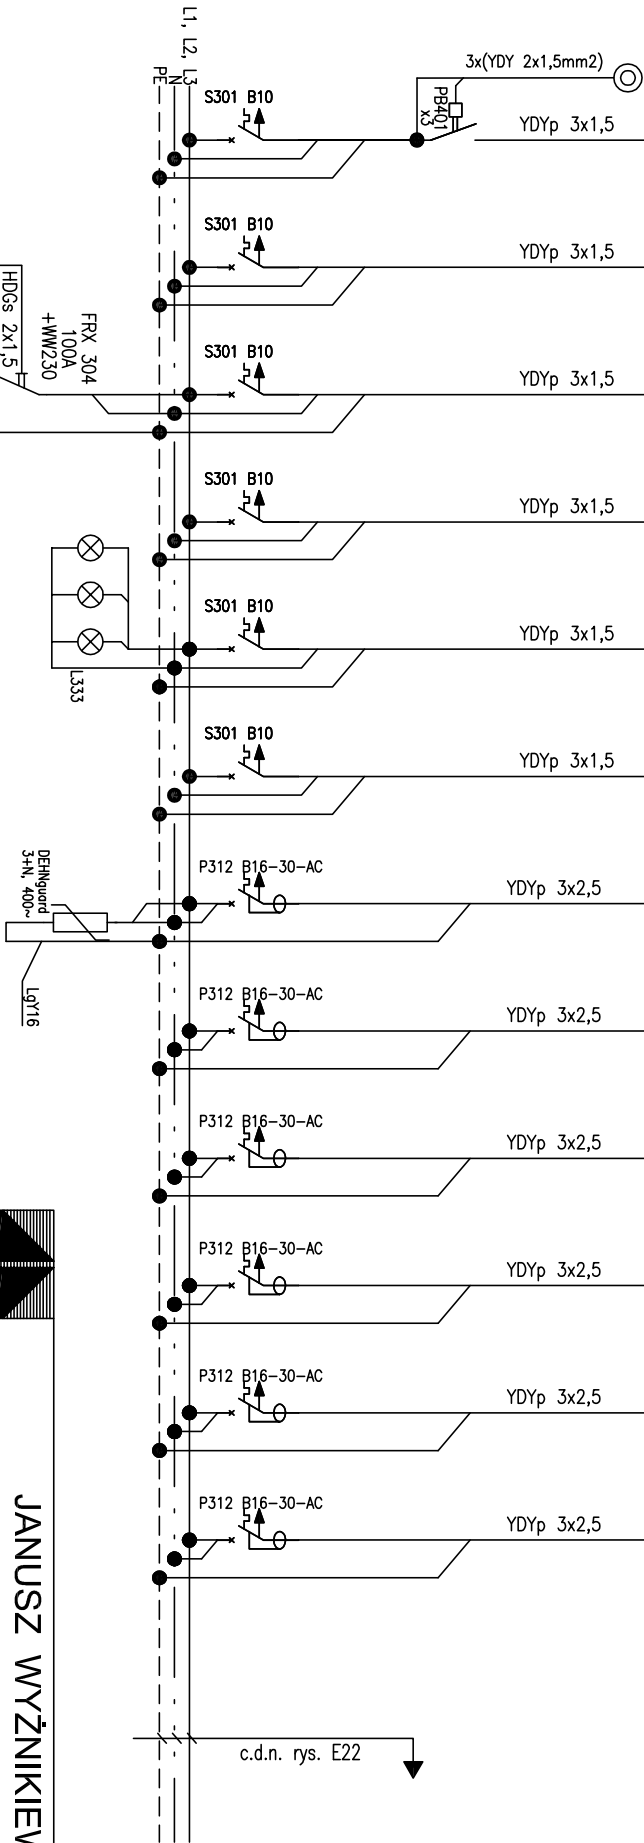 L1, L2, L3
N
PE
3x(YDY 2x1,5mm2)
PB401
x3
S301 B10
YDYp 3x1,5
S301 B10
YDYp 3x1,5
HDGs 2x1,5
FRX 304
100A
+WW230
S301 B10
YDYp 3x1,5
S301 B10
YDYp 3x1,5
L333
S301 B10
YDYp 3x1,5
S301 B10
YDYp 3x1,5
DEHNguard
3+N, 400~
LgY16
P312 B16-30-AC
YDYp 3x2,5
P312 B16-30-AC
YDYp 3x2,5
P312 B16-30-AC
YDYp 3x2,5
P312 B16-30-AC
YDYp 3x2,5
P312 B16-30-AC
YDYp 3x2,5
P312 B16-30-AC
YDYp 3x2,5
c.d.n. rys. E22
JANUSZ WYŻNIKIEW